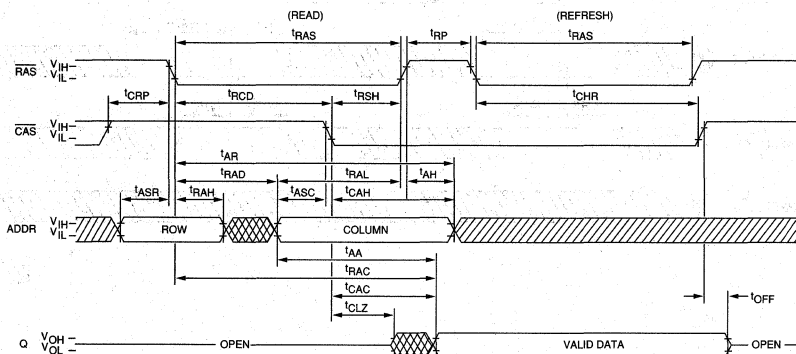 (READ) (REFRESH)
tRAS tRP tRAS
RAS VIH VIL
tCRP tRCD tRSH tCHR
CAS VIH VIL
tAR
tRAD tRAL tAH
tASR tRAH tASC tCAH
ADDR VIH VIL ROW COLUMN
tAA
tRAC
tCAC tOFF
tCLZ
Q VOH VOL OPEN VALID DATA OPEN